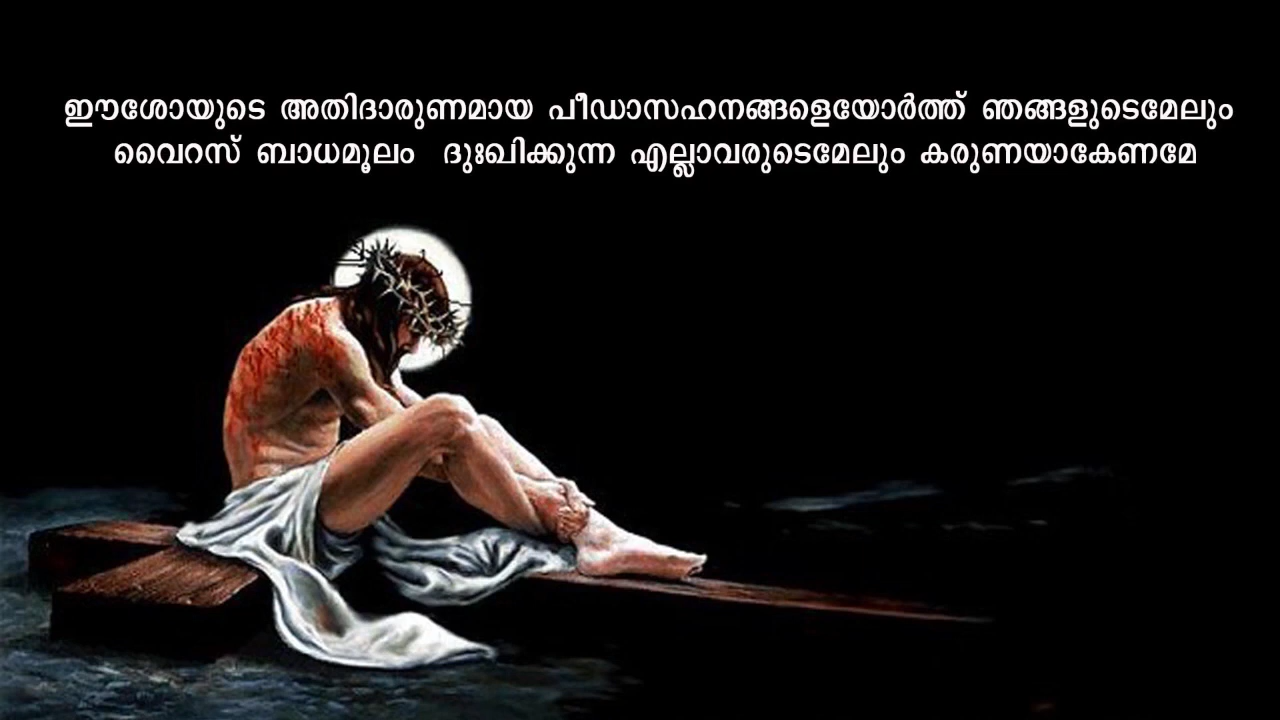 ഈശോയുടെ അതിദാരുണമായ പീഡാസഹനങ്ങളെയോർത്ത് ഞങ്ങളുടെമേലും
വൈറസ് ബാധമൂലം ദുഃഖിക്കുന്ന എല്ലാവരുടെമേലും കരുണയാകേണമേ